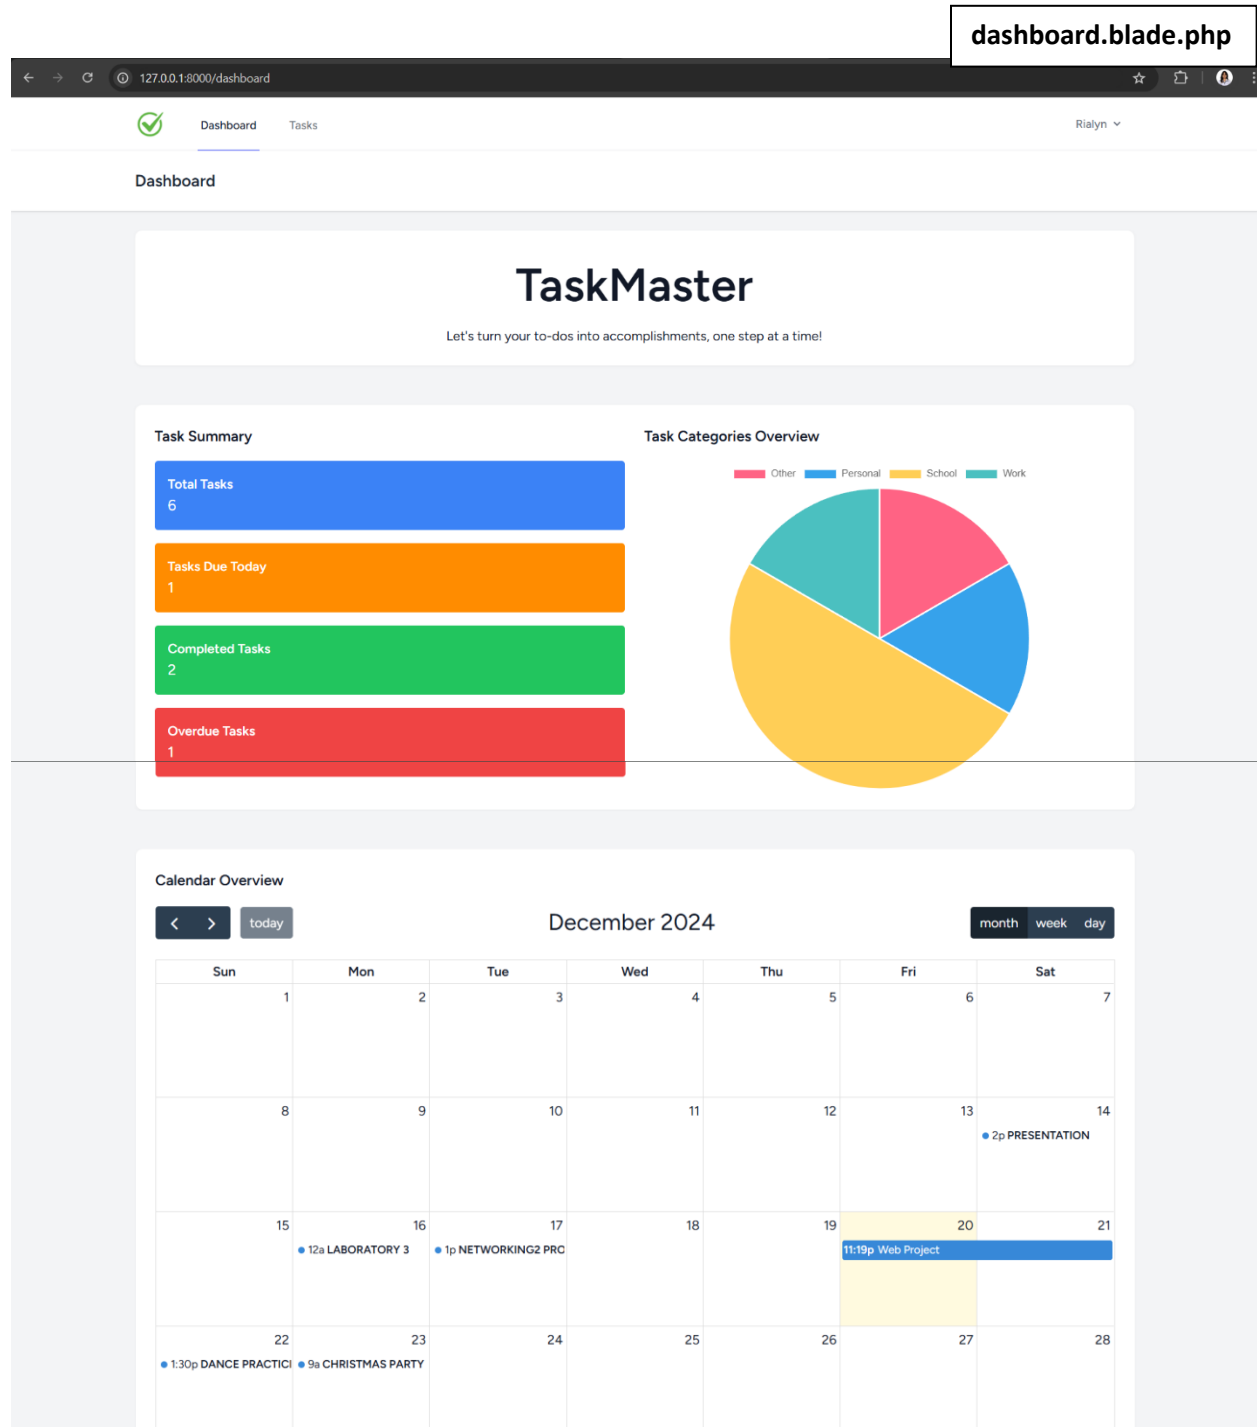 dashboard.blade.php
127.0.0.1:8000/dashboard
Dashboard Tasks Rialyn
Dashboard
TaskMaster
Let's turn your to-dos into accomplishments, one step at a time!
Task Summary
Total Tasks
6
Tasks Due Today
1
Completed Tasks
2
Overdue Tasks
1
Task Categories Overview
Other Personal School Work
Calendar Overview
today December 2024 month week day
Sun Mon Tue Wed Thu Fri Sat
1 2 3 4 5 6 7
8 9 10 11 12 13 14
2p PRESENTATION
15 16 17 18 19 20 21
12a LABORATORY 3 1p NETWORKING2 PRO 11:19p Web Project
22 23 24 25 26 27 28
1:30p DANCE PRACTICI 9a CHRISTMAS PARTY